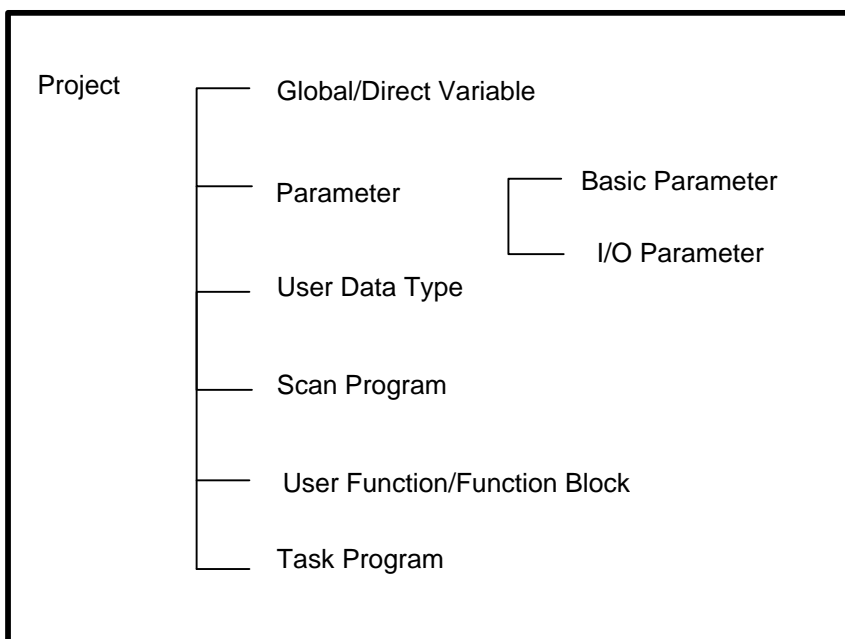 Project
Global/Direct Variable
Parameter
Basic Parameter
I/O Parameter
User Data Type
Scan Program
User Function/Function Block
Task Program